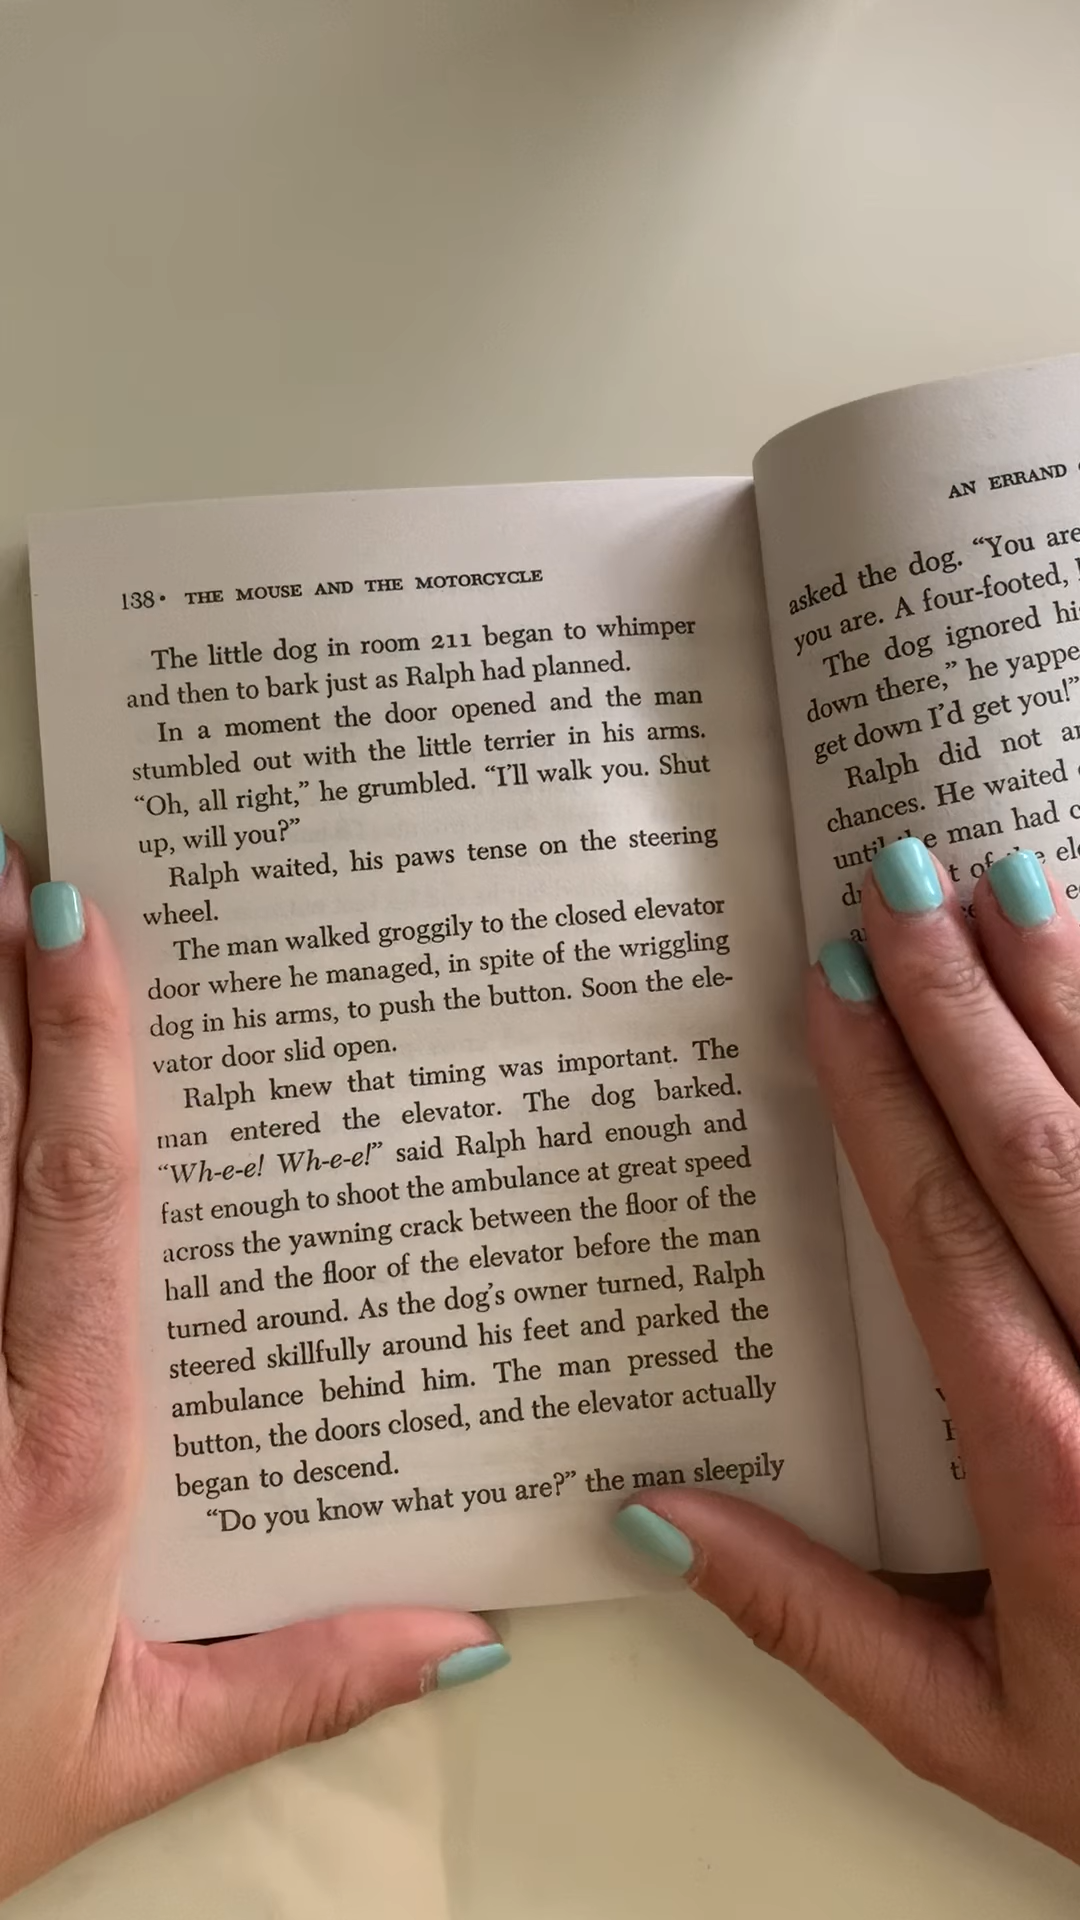 138• THE MOUSE AND THE MOTORCYCLE
The little dog in room 211 began to whimper
and then to bark just as Ralph had planned.
In a moment the door opened and the man
stumbled out with the little terrier in his arms.
“Oh, all right,” he grumbled. “I’ll walk you. Shut
up, will you?”
Ralph waited, his paws tense on the steering
wheel.
The man walked groggily to the closed elevator
door where he managed, in spite of the wriggling
dog in his arms, to push the button. Soon the ele-
vator door slid open.
Ralph knew that timing was important. The
man entered the elevator. The dog barked.
“Wh-e-e! Wh-e-e!” said Ralph hard enough and
fast enough to shoot the ambulance at great speed
across the yawning crack between the floor of the
hall and the floor of the elevator before the man
turned around. As the dog’s owner turned, Ralph
steered skillfully around his feet and parked the
ambulance behind him. The man pressed the
button, the doors closed, and the elevator actually
began to descend.
“Do you know what you are?” the man sleepily
AN ERRAND
asked the dog. “You are
you are. A four-footed,
The dog ignored
down there,”
get down I’d get you!”
Ralph did not
chances. He waited
man had
of